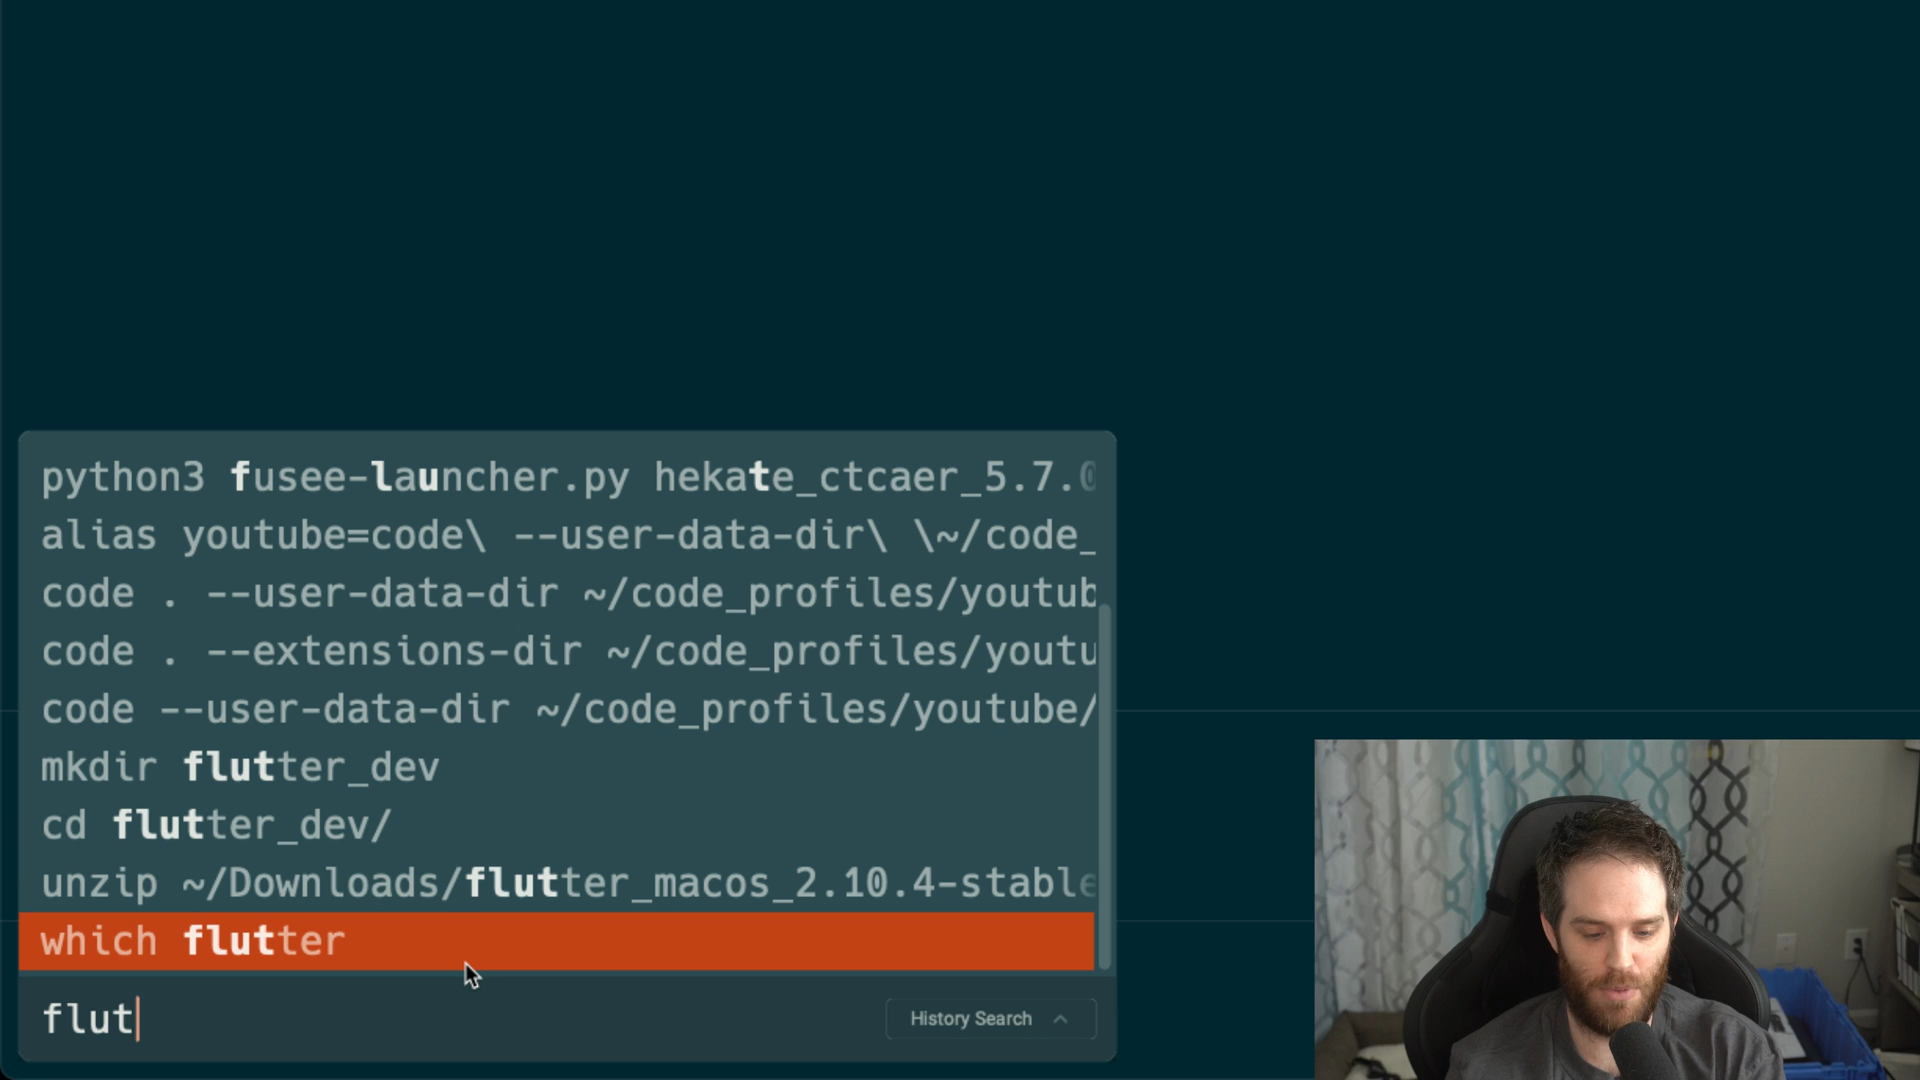 python3 fusee-launcher.py hekate_ctcaer_5.7.0
alias youtube=code\ --user-data-dir\ \~/code_
code . --user-data-dir ~/code_profiles/youtub
code . --extensions-dir ~/code_profiles/youtu
code --user-data-dir ~/code_profiles/youtube/
mkdir flutter_dev
cd flutter_dev/
unzip ~/Downloads/flutter_macos_2.10.4-stable
which flutter
flut
History Search